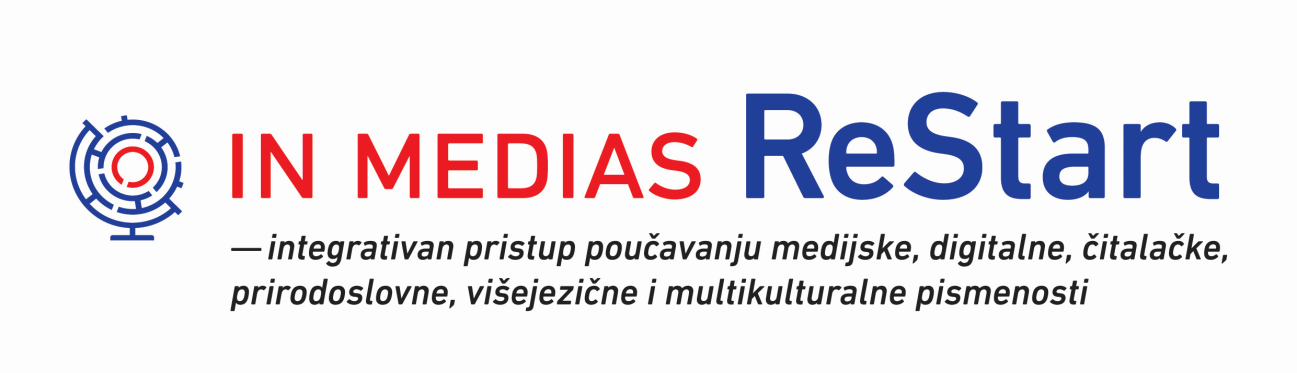 IN MEDIAS ReStart
— integrativan pristup poučavanju medijske, digitalne, čitalačke,
prirodoslovne, višejezične i multikulturalne pismenosti